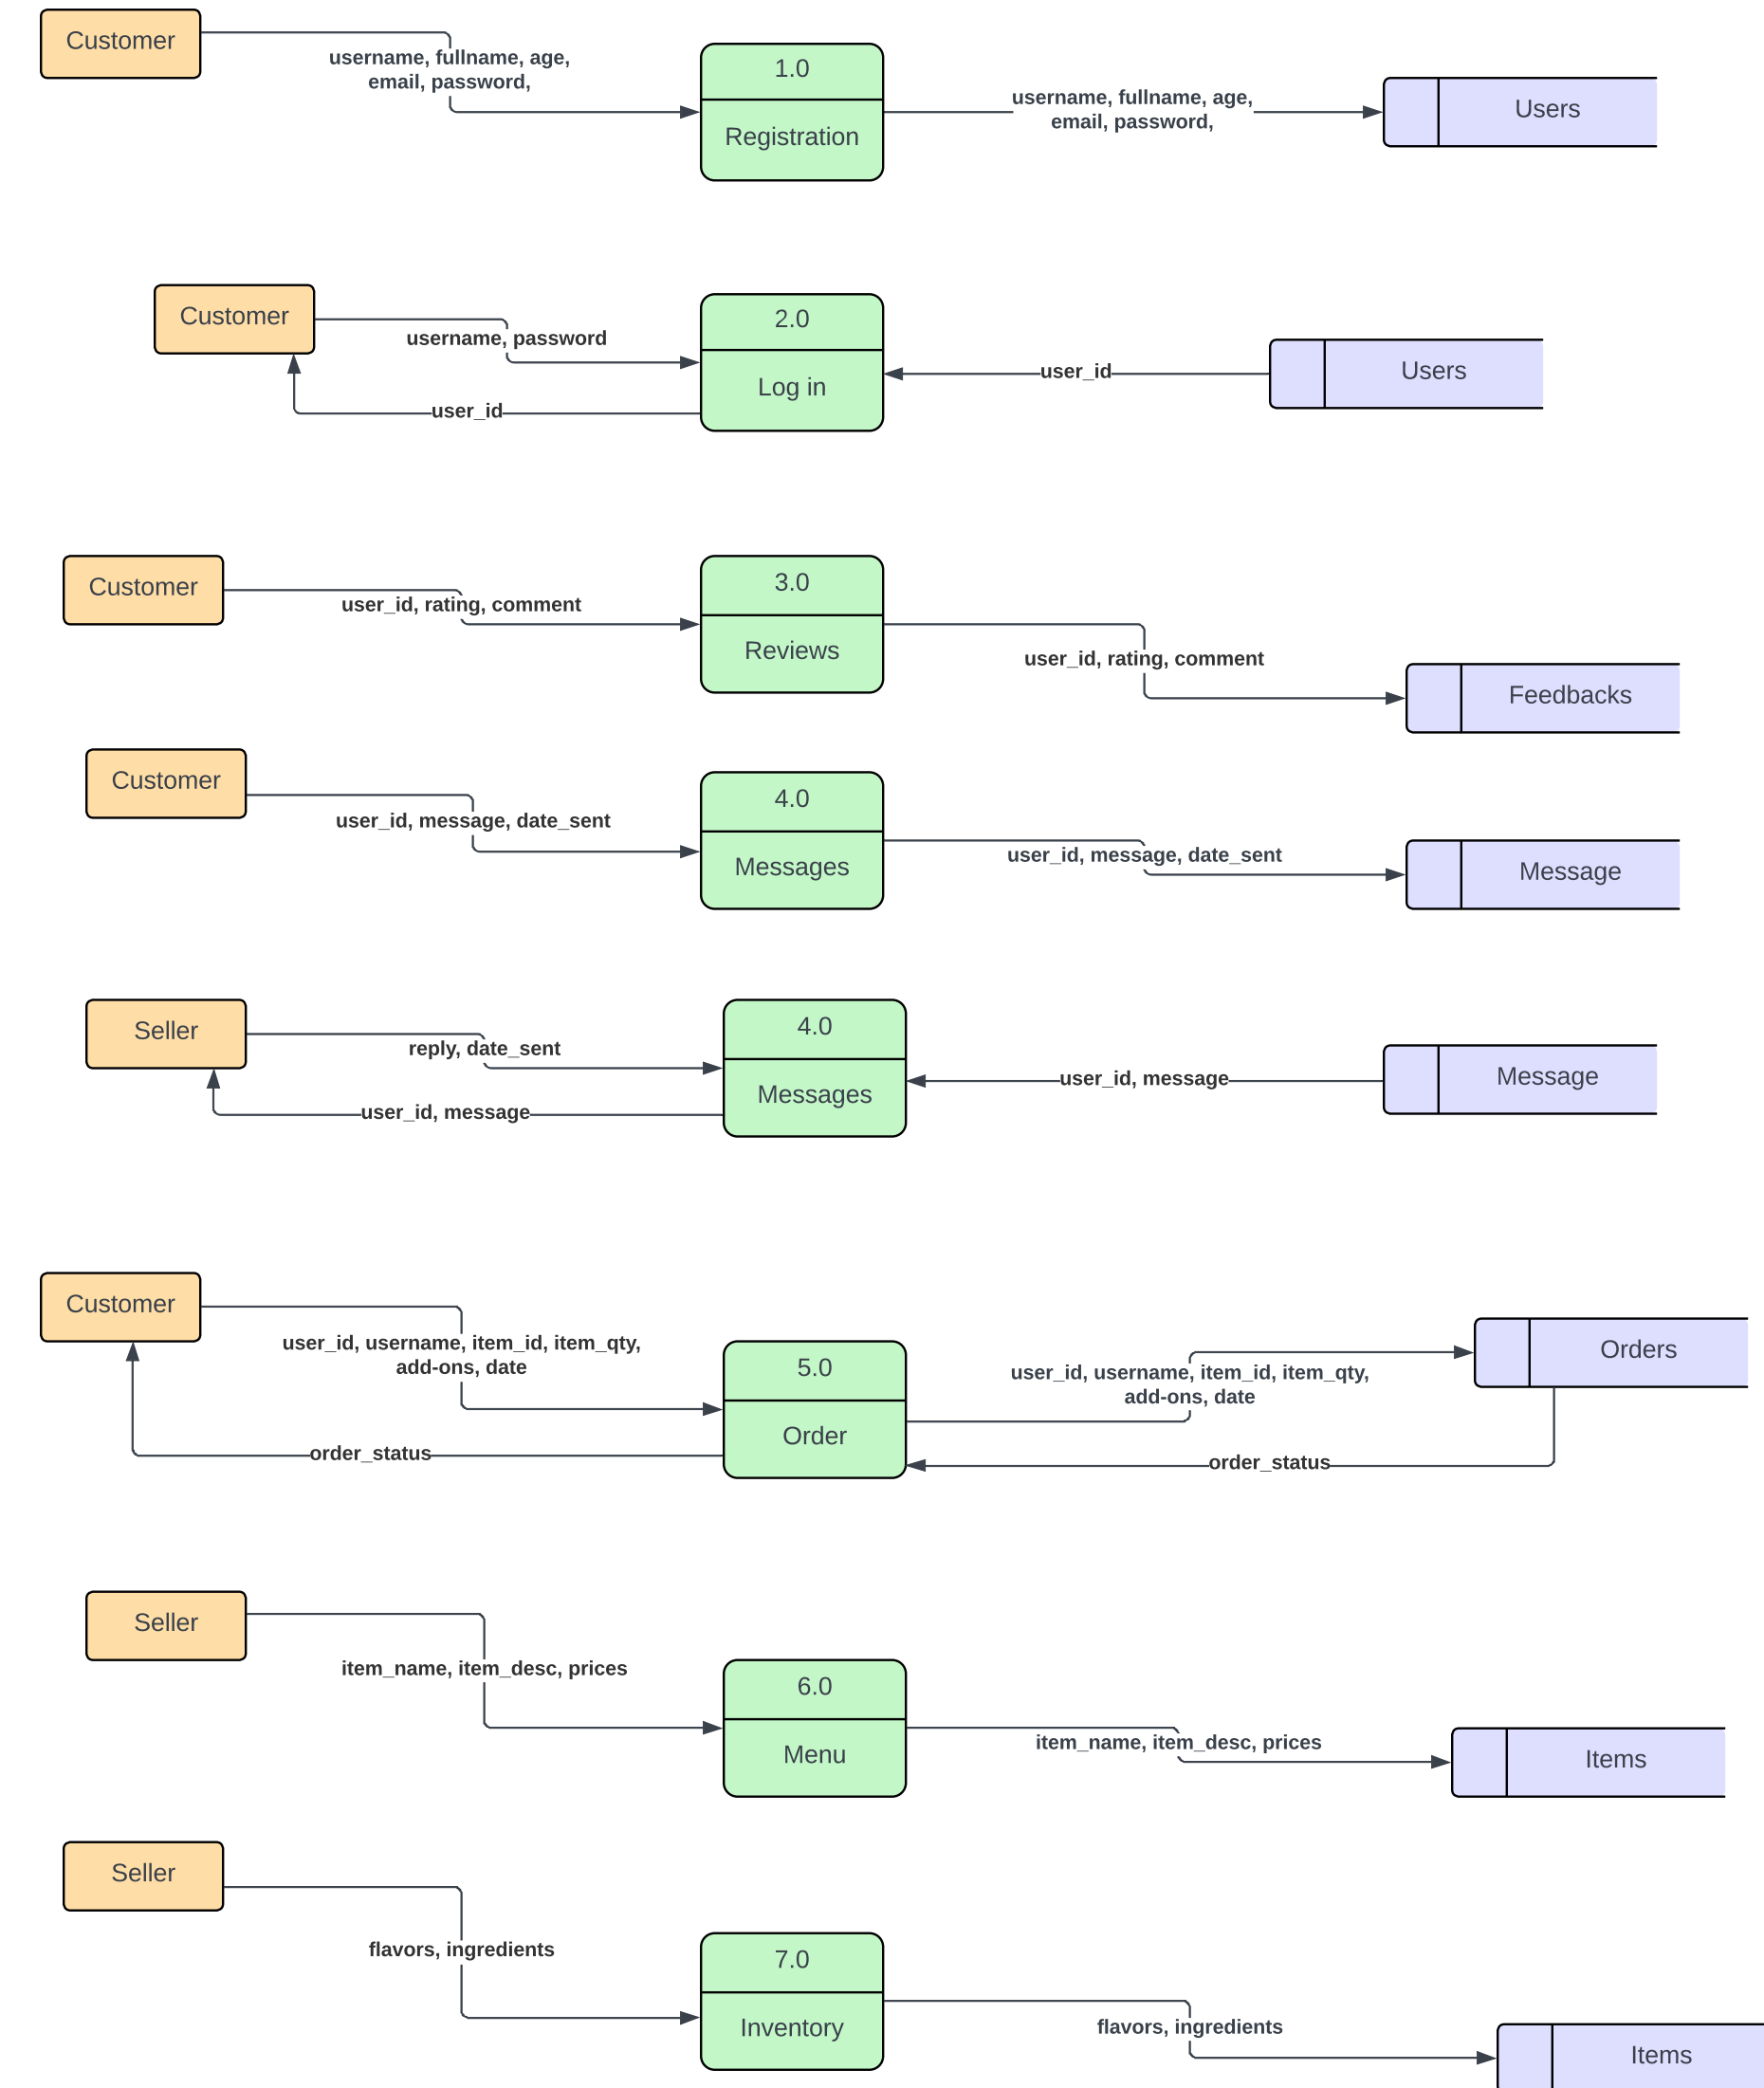 Customer
username, fullname, age,
email, password,
1.0
Registration
username, fullname, age,
email, password,
Users
Customer
username, password
user_id
2.0
Log in
user_id
Users
Customer
user_id, rating, comment
3.0
Reviews
user_id, rating, comment
Feedbacks
Customer
user_id, message, date_sent
4.0
Messages
user_id, message, date_sent
Message
Seller
reply, date_sent
user_id, message
4.0
Messages
user_id, message
Message
Customer
user_id, username, item_id, item_qty,
add-ons, date
order_status
5.0
Order
user_id, username, item_id, item_qty,
add-ons, date
order_status
Orders
Seller
item_name, item_desc, prices
6.0
Menu
item_name, item_desc, prices
Items
Seller
flavors, ingredients
7.0
Inventory
flavors, ingredients
Items